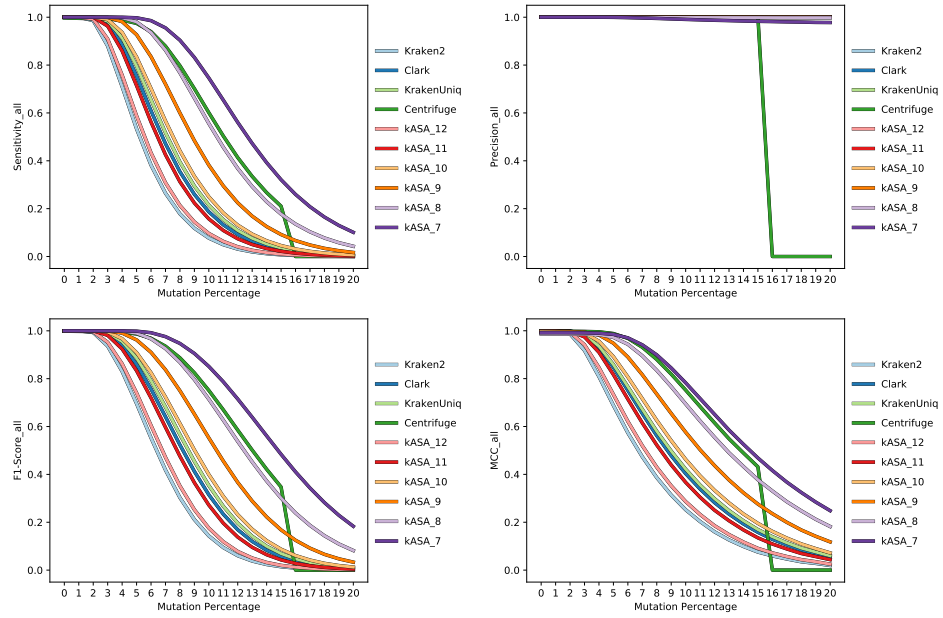 1.0
0.8
0.6
0.4
0.2
0.0
Sensitivity_all
0 1 2 3 4 5 6 7 8 9 10 11 12 13 14 15 16 17 18 19 20
Mutation Percentage
Kraken2
Clark
KrakenUniq
Centrifuge
kASA_12
kASA_11
kASA_10
kASA_9
kASA_8
kASA_7
1.0
0.8
0.6
0.4
0.2
0.0
Precision_all
0 1 2 3 4 5 6 7 8 9 10 11 12 13 14 15 16 17 18 19 20
Mutation Percentage
Kraken2
Clark
KrakenUniq
Centrifuge
kASA_12
kASA_11
kASA_10
kASA_9
kASA_8
kASA_7
1.0
0.8
0.6
0.4
0.2
0.0
F1-Score_all
0 1 2 3 4 5 6 7 8 9 10 11 12 13 14 15 16 17 18 19 20
Mutation Percentage
Kraken2
Clark
KrakenUniq
Centrifuge
kASA_12
kASA_11
kASA_10
kASA_9
kASA_8
kASA_7
1.0
0.8
0.6
0.4
0.2
0.0
MCC_all
0 1 2 3 4 5 6 7 8 9 10 11 12 13 14 15 16 17 18 19 20
Mutation Percentage
Kraken2
Clark
KrakenUniq
Centrifuge
kASA_12
kASA_11
kASA_10
kASA_9
kASA_8
kASA_7